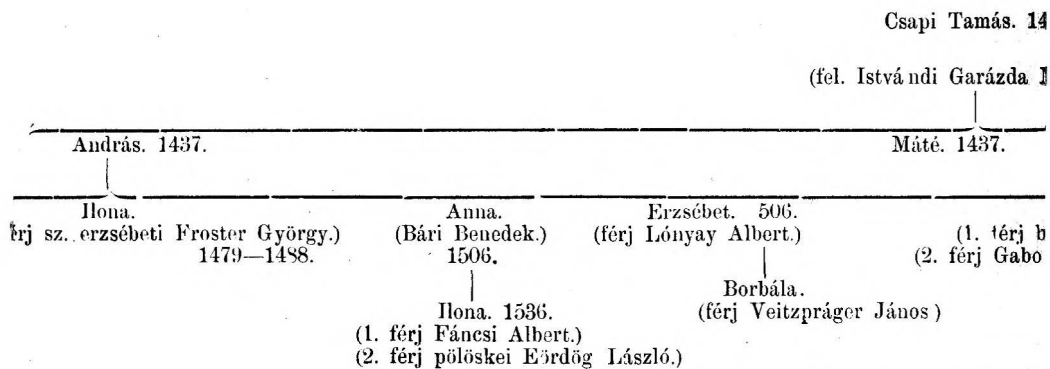 Csapi Tamás. 14
(fel. Istvándi Garázda
András. 1437. Máté. 1437.
Ilona. Anna. Erzsébet. 506.
férj sz. erzsébeti Froster György.) (Bári Benedek.) (férj Lónyay Albert.) (1. férj b
1479—1488. 1506. (2. férj Gabo
Borbála.
Ilona. 1536. (férj Veitzpráger János)
(1. férj Fáncsi Albert.)
(2. férj pölöskei Eördög László.)